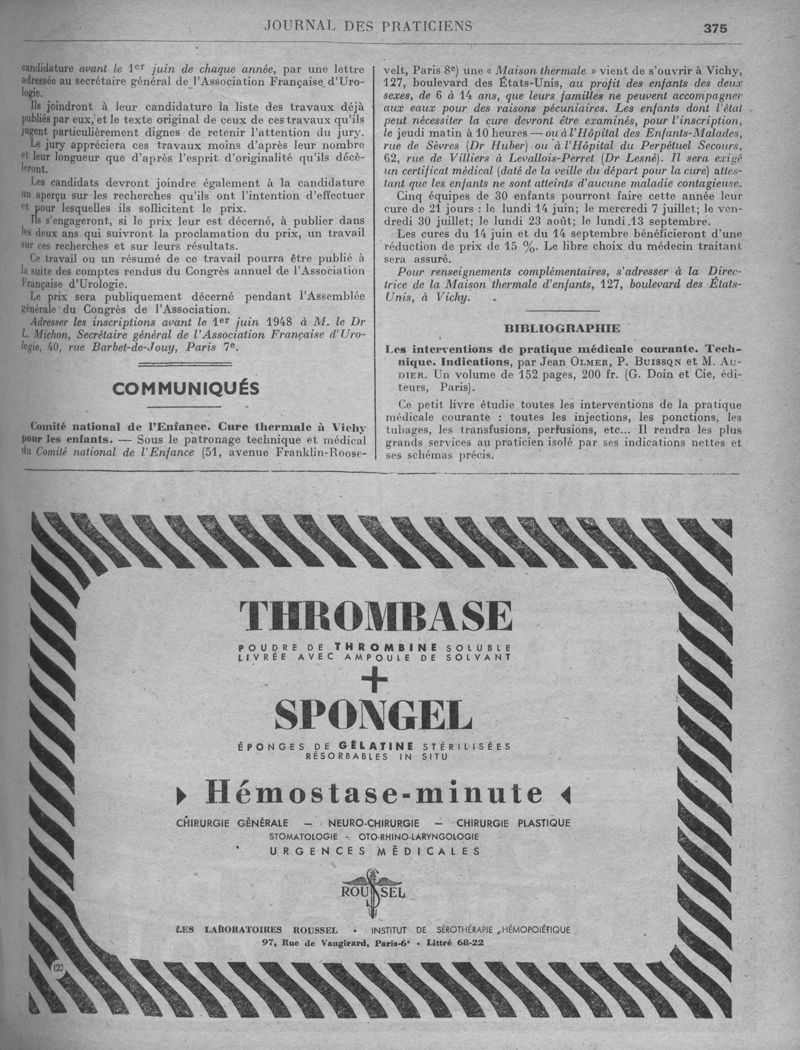 JOURNAL DES PRATICIENS 375
candidature avant le 1er juin de chaque année, par une lettre
adressée au secrétaire général de l'Association Française d'Uro-
logie.
Ils joindront à leur candidature la liste des travaux déjà
publiés par eux, et le texte original de ceux de ces travaux qu'ils
jugent particulièrement dignes de retenir l'attention du jury.
Le jury appréciera ces travaux moins d'après leur nombre
et leur longueur que d'après l'esprit d'originalité qu'ils décè-
leront.
Les candidats devront joindre également à la candidature
un aperçu sur les recherches qu'ils ont l'intention d'effectuer
et pour lesquelles ils sollicitent le prix.
Ils s'engageront, si le prix leur est décerné, à publier dans
les deux ans qui suivront la proclamation du prix, un travail
sur ces recherches et sur leurs résultats.
Ce travail ou un résumé de ce travail pourra être publié à
la suite des comptes rendus du Congrès annuel de l'Association
Française d'Urologie.
Le prix sera publiquement décerné pendant l'Assemblée
générale du Congrès de l'Association.
Adresser les inscriptions avant le 1er juin 1948 à M. le Dr
L. Michon, Secrétaire général de l'Association Française d'Uro-
logie, 40, rue Barbet-de-Jouy, Paris 7e.
COMMUNIQUÉS
Comité national de l'Enfance. Cure thermale à Vichy
pour les enfants. — Sous le patronage technique et médical
du Comité national de l'Enfance (51, avenue Franklin-Roose-
velt, Paris 8e) une « Maison thermale » vient de s'ouvrir à Vichy,
127, boulevard des États-Unis, au profit des enfants des deux
sexes, de 6 à 14 ans, que leurs familles ne peuvent accompagner
aux eaux pour des raisons pécuniaires. Les enfants dont l'état
peut nécessiter la cure devront être examinés, pour l'inscription,
le jeudi matin à 10 heures — ou à l'Hôpital des Enfants-Malades,
rue de Sèvres (Dr Huber) ou à l'Hôpital du Perpétuel Secours,
62, rue de Villiers à Levallois-Perret (Dr Lesné). Il sera exigé
un certificat médical (daté de la veille du départ pour la cure) attes-
tant que les enfants ne sont atteints d'aucune maladie contagieuse.
Cinq équipes de 30 enfants pourront faire cette année leur
cure de 21 jours : le lundi 14 juin; le mercredi 7 juillet; le ven-
dredi 30 juillet; le lundi 23 août; le lundi 13 septembre.
Les cures du 14 juin et du 14 septembre bénéficieront d'une
réduction de prix de 15 %. Le libre choix du médecin traitant
sera assuré.
Pour renseignements complémentaires, s'adresser à la Direc-
trice de la Maison thermale d'enfants, 127, boulevard des États-
Unis, à Vichy.
BIBLIOGRAPHIE
Les interventions de pratique médicale courante. Tech-
nique. Indications, par Jean OLMER, P. BUISSON et M. AU-
DIER. Un volume de 152 pages, 200 fr. (G. Doin et Cie, édi-
teurs, Paris).
Ce petit livre étudie toutes les interventions de la pratique
médicale courante : toutes les injections, les ponctions, les
tubages, les transfusions, perfusions, etc... Il rendra les plus
grands services au praticien isolé par ses indications nettes et
ses schémas précis.
THROMBASE
POUDRE DE THROMBINE SOLUBLE
LIVRÉE AVEC AMPOULE DE SOLVANT
+
SPONGEL
ÉPONGES DE GÉLATINE STÉRILISÉES
RÉSORBABLES IN SITU
Hémostase-minute
CHIRURGIE GÉNÉRALE — NEURO-CHIRURGIE — CHIRURGIE PLASTIQUE
STOMATOLOGIE - OTO-RHINO-LARYNGOLOGIE
URGENCES MÉDICALES
ROUSSEL
LES LABORATOIRES ROUSSEL • INSTITUT DE SÉROTHÉRAPIE HÉMOPOIÉTIQUE
97, Rue de Vaugirard, Paris-6e • Littré 68-22
120